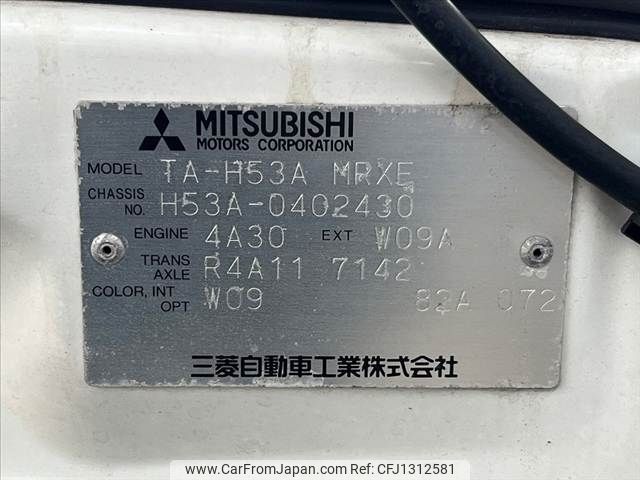 MITSUBISHI
MOTORS CORPORATION
MODEL TA-H53A MRXE
CHASSIS NO. H53A-0402430
ENGINE 4A30 EXT W09A
TRANS AXLE R4A11 7142
COLOR, INT OPT W09 82A 072
三菱自動車工業株式会社
www.CarFromJapan.com - CFJ1312581